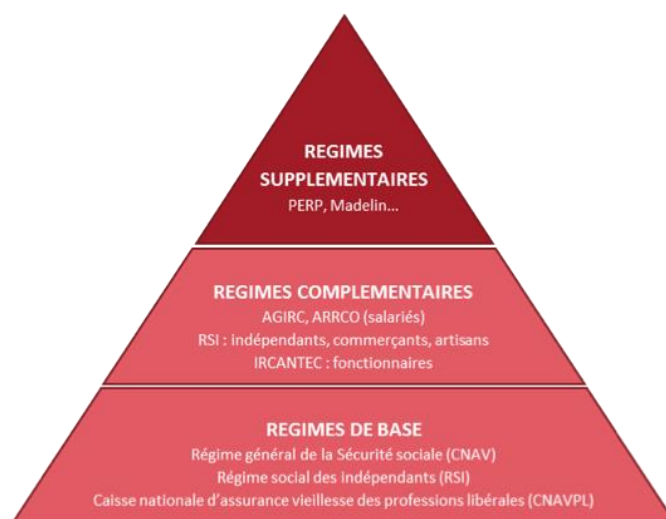 REGIMES
SUPPLEMENTAIRES
PERP, Madelin...
REGIMES COMPLEMENTAIRES
AGIRC, ARRCO (salariés)
RSI : indépendants, commerçants, artisans
IRCANTEC : fonctionnaires
REGIMES DE BASE
Régime général de la Sécurité sociale (CNAV)
Régime social des indépendants (RSI)
Caisse nationale d'assurance vieillesse des professions libérales (CNAVPL)